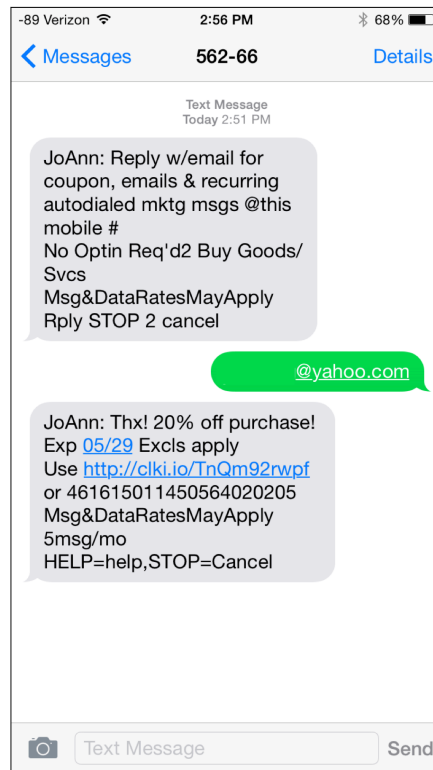 -89 Verizon 2:56 PM 68%
Messages 562-66 Details
Text Message
Today 2:51 PM
JoAnn: Reply w/email for
coupon, emails & recurring
autodialed mktg msgs @this
mobile #
No Optin Req'd2 Buy Goods/
Svcs
Msg&DataRatesMayApply
Rply STOP 2 cancel
@yahoo.com
JoAnn: Thx! 20% off purchase!
Exp 05/29 Excls apply
Use http://clki.io/TnQm92rwpf
or 461615011450564020205
Msg&DataRatesMayApply
5msg/mo
HELP=help,STOP=Cancel
Text Message Send